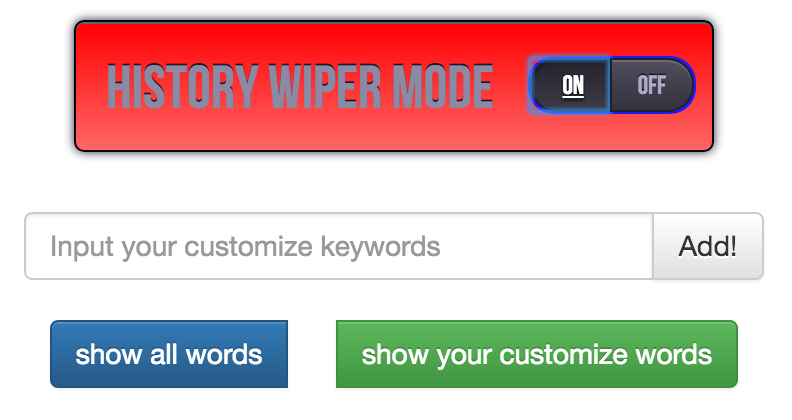 HISTORY WIPER MODE ON OFF
Input your customize keywords Add!
show all words show your customize words